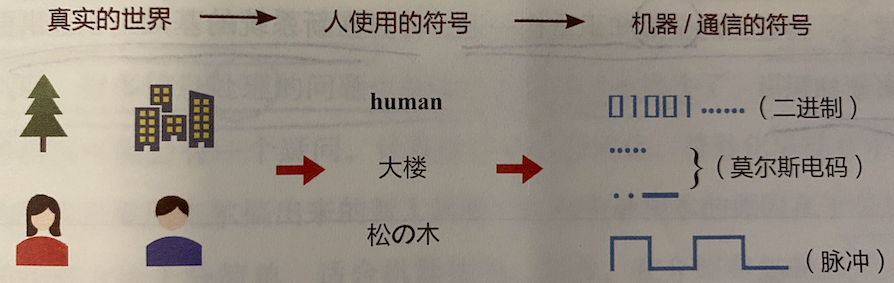 真实的世界 人使用的符号 机器/通信的符号
human
大楼
松の木
01001……（二进制）
（莫尔斯电码）
（脉冲）